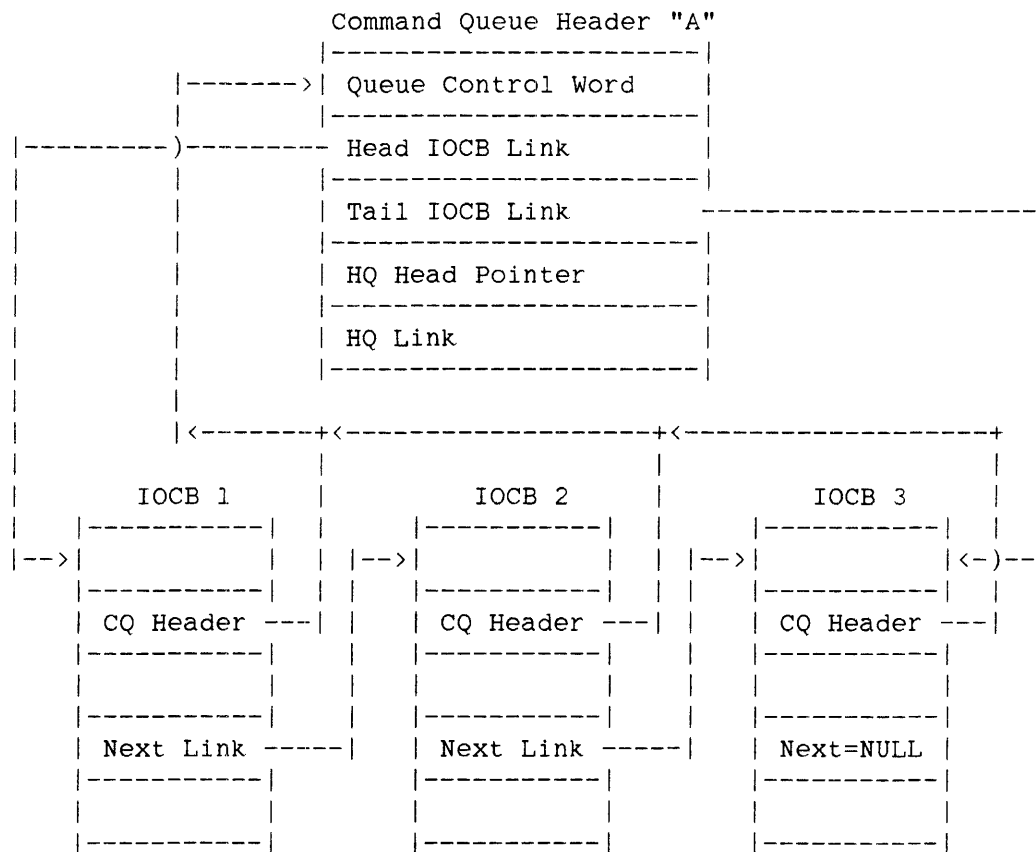 Command Queue Header "A"
Queue Control Word
Head IOCB Link
Tail IOCB Link
HQ Head Pointer
HQ Link
IOCB 1 IOCB 2 IOCB 3
CQ Header CQ Header CQ Header
Next Link Next Link Next=NULL